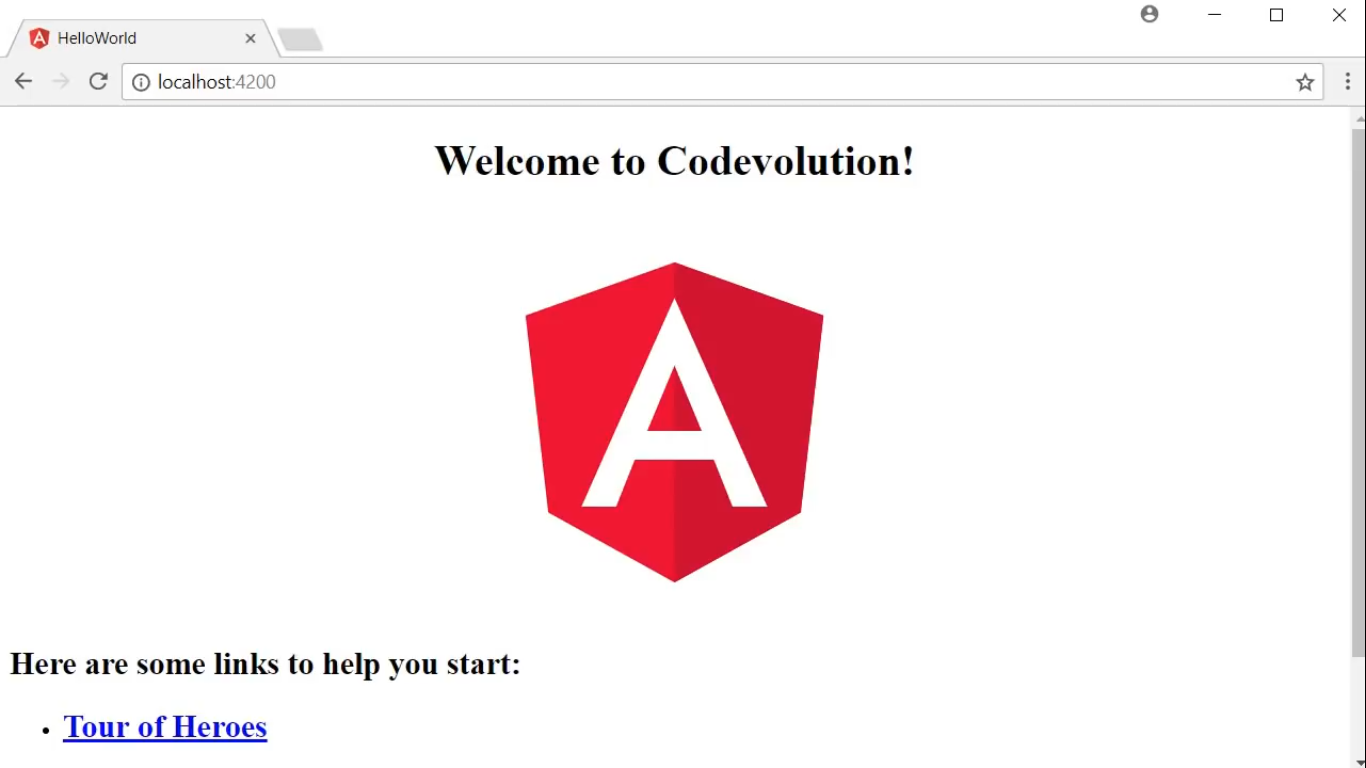 HelloWorld
localhost:4200
Welcome to Codevolution!
A
Here are some links to help you start:
• Tour of Heroes